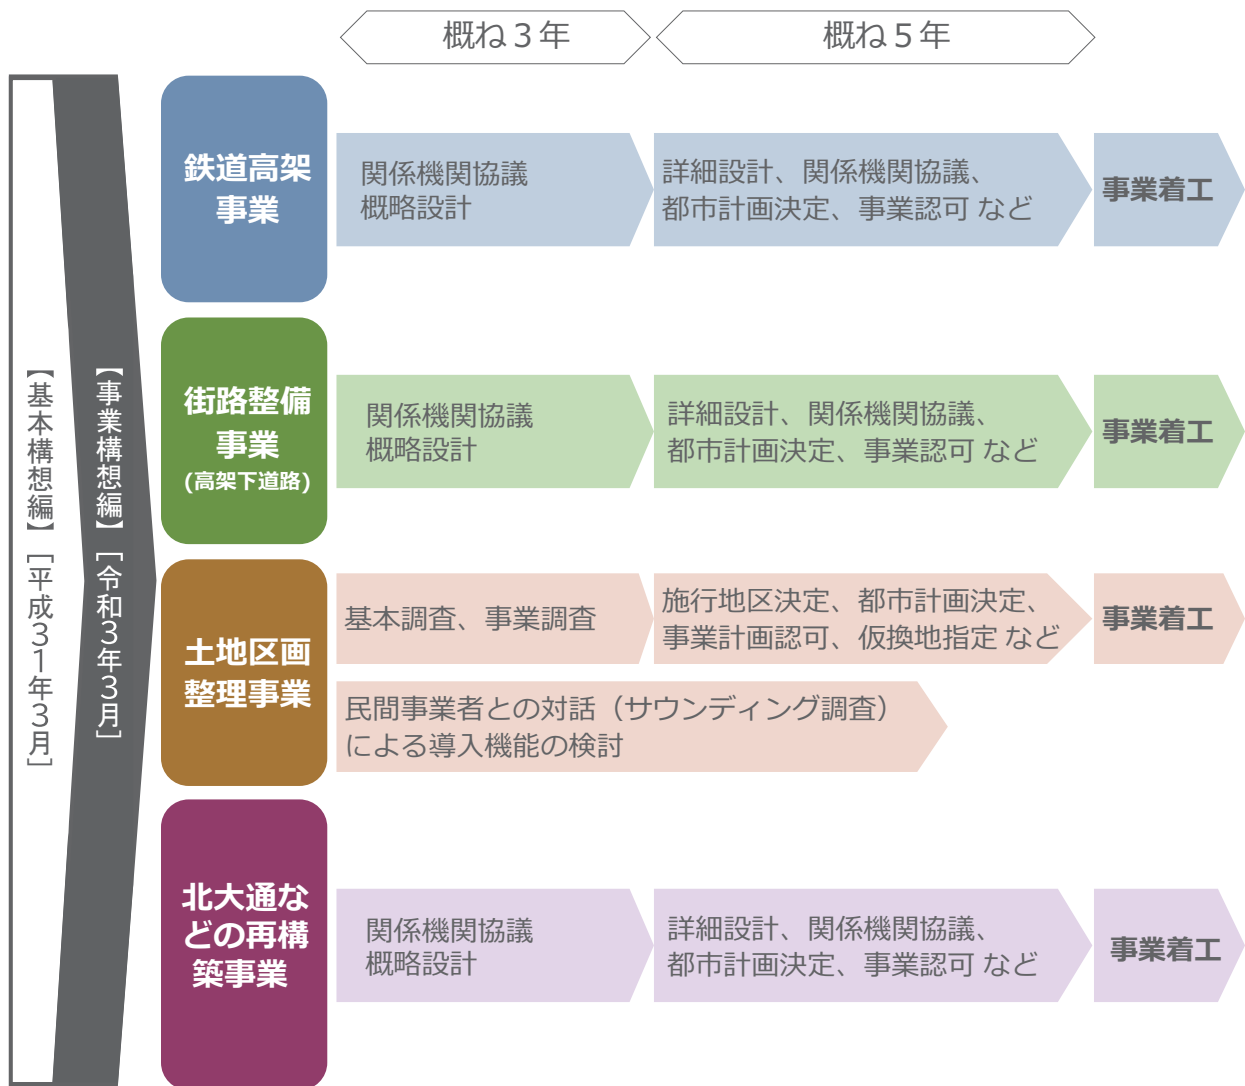 概ね３年
概ね５年
【基本構想編】［平成３１年３月］
【事業構想編】［令和３年３月］
鉄道高架
事業
関係機関協議
概略設計
詳細設計、関係機関協議、
都市計画決定、事業認可 など
事業着工
街路整備
事業
(高架下道路)
関係機関協議
概略設計
詳細設計、関係機関協議、
都市計画決定、事業認可 など
事業着工
土地区画
整理事業
基本調査、事業調査
施行地区決定、都市計画決定、
事業計画認可、仮換地指定 など
事業着工
民間事業者との対話（サウンディング調査）
による導入機能の検討
北大通な
どの再構
築事業
関係機関協議
概略設計
詳細設計、関係機関協議、
都市計画決定、事業認可 など
事業着工